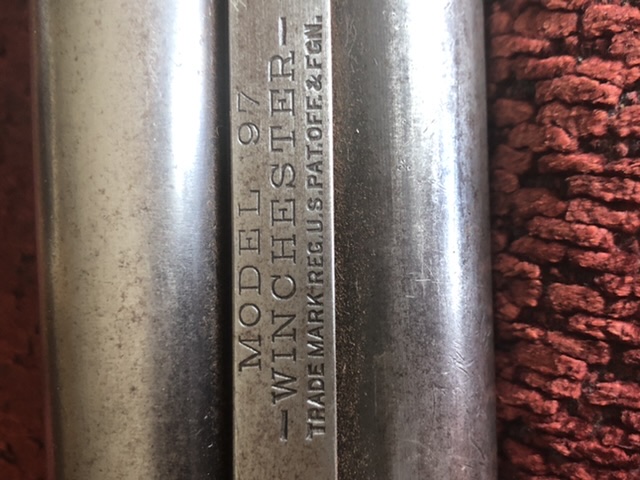 MODEL 97
—WINCHESTER—
TRADE MARK REG. U.S. PAT. OFF. & FGN.